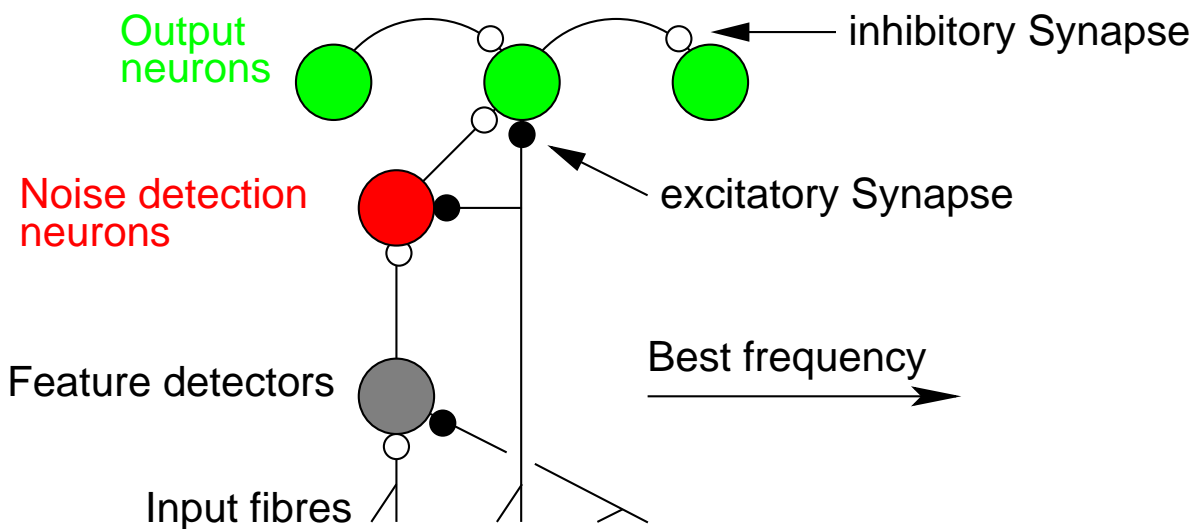 Output
neurons
inhibitory Synapse
Noise detection
neurons
excitatory Synapse
Best frequency
Feature detectors
Input fibres